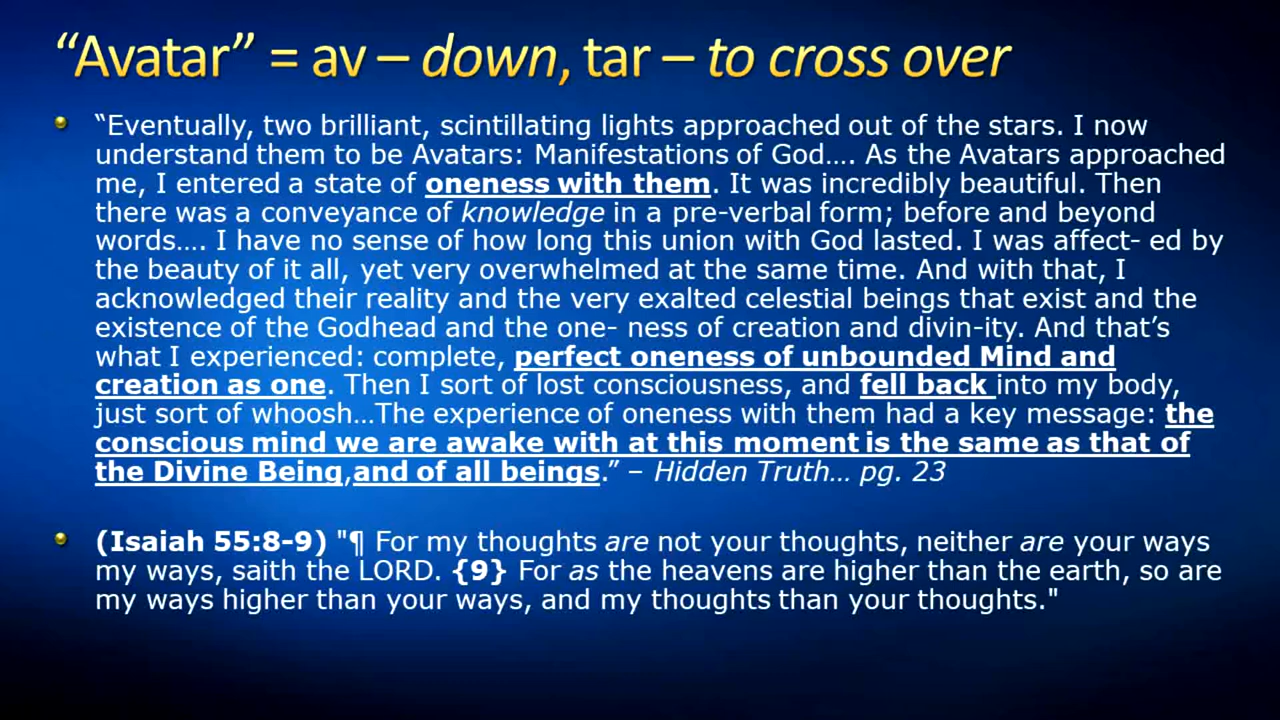 “Avatar” = av – down, tar – to cross over
“Eventually, two brilliant, scintillating lights approached out of the stars. I now
understand them to be Avatars: Manifestations of God…. As the Avatars approached
me, I entered a state of oneness with them. It was incredibly beautiful. Then
there was a conveyance of knowledge in a pre-verbal form; before and beyond
words…. I have no sense of how long this union with God lasted. I was affect- ed by
the beauty of it all, yet very overwhelmed at the same time. And with that, I
acknowledged their reality and the very exalted celestial beings that exist and the
existence of the Godhead and the one- ness of creation and divin-ity. And that’s
what I experienced: complete, perfect oneness of unbounded Mind and
creation as one. Then I sort of lost consciousness, and fell back into my body,
just sort of whoosh…The experience of oneness with them had a key message: the
conscious mind we are awake with at this moment is the same as that of
the Divine Being,and of all beings.” – Hidden Truth… pg. 23
(Isaiah 55:8-9) "¶ For my thoughts are not your thoughts, neither are your ways
my ways, saith the LORD. {9} For as the heavens are higher than the earth, so are
my ways higher than your ways, and my thoughts than your thoughts."